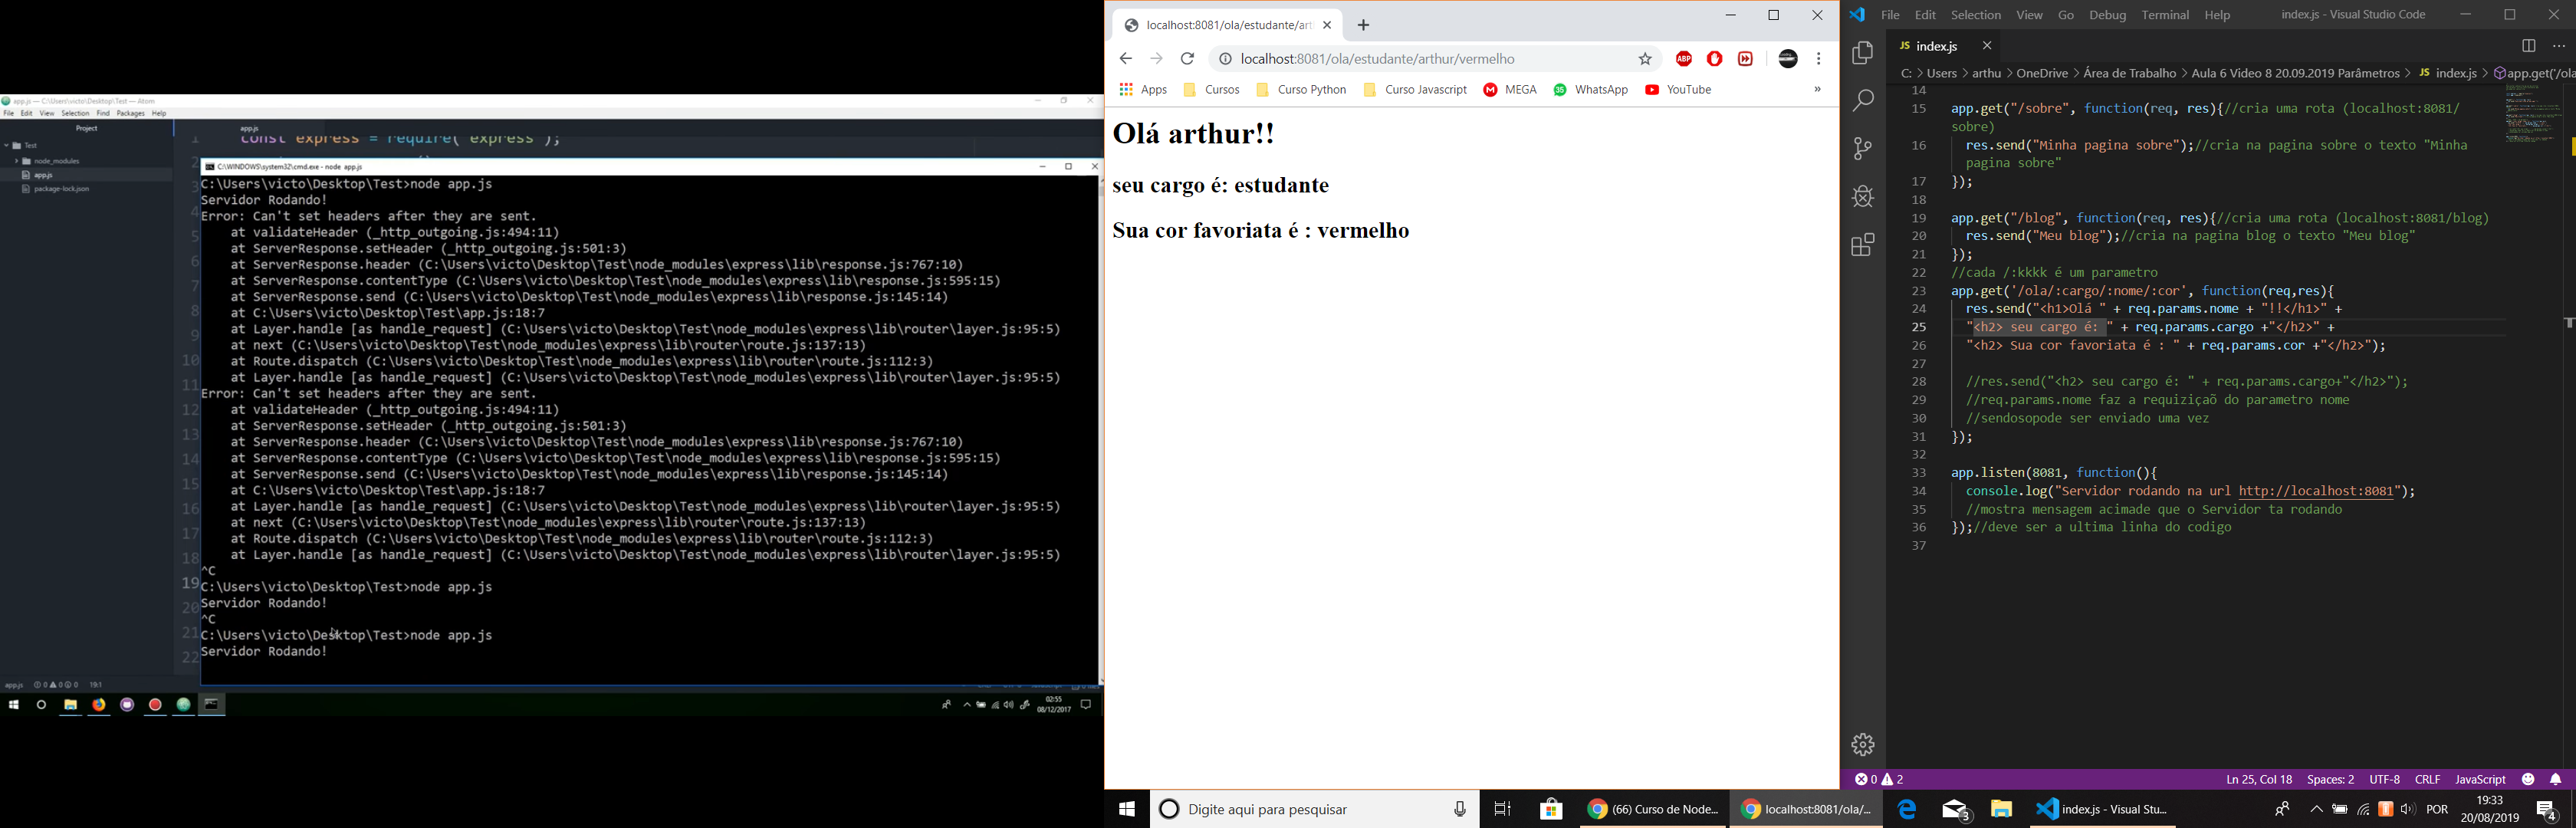 app.js — C:\Users\victo\Desktop\Test — Atom
File Edit View Selection Find Packages Help
Project
Test
node_modules
app.js
package-lock.json
app.js
const express = require( express );
C:\WINDOWS\system32\cmd.exe - node app.js
C:\Users\victo\Desktop\Test>node app.js
Servidor Rodando!
Error: Can't set headers after they are sent.
at validateHeader (_http_outgoing.js:494:11)
at ServerResponse.setHeader (_http_outgoing.js:501:3)
at ServerResponse.header (C:\Users\victo\Desktop\Test\node_modules\express\lib\response.js:767:10)
at ServerResponse.contentType (C:\Users\victo\Desktop\Test\node_modules\express\lib\response.js:595:15)
at ServerResponse.send (C:\Users\victo\Desktop\Test\node_modules\express\lib\response.js:145:14)
at C:\Users\victo\Desktop\Test\app.js:18:7
at Layer.handle [as handle_request] (C:\Users\victo\Desktop\Test\node_modules\express\lib\router\layer.js:95:5)
at next (C:\Users\victo\Desktop\Test\node_modules\express\lib\router\route.js:137:13)
at Route.dispatch (C:\Users\victo\Desktop\Test\node_modules\express\lib\router\route.js:112:3)
at Layer.handle [as handle_request] (C:\Users\victo\Desktop\Test\node_modules\express\lib\router\layer.js:95:5)
Error: Can't set headers after they are sent.
at validateHeader (_http_outgoing.js:494:11)
at ServerResponse.setHeader (_http_outgoing.js:501:3)
at ServerResponse.header (C:\Users\victo\Desktop\Test\node_modules\express\lib\response.js:767:10)
at ServerResponse.contentType (C:\Users\victo\Desktop\Test\node_modules\express\lib\response.js:595:15)
at ServerResponse.send (C:\Users\victo\Desktop\Test\node_modules\express\lib\response.js:145:14)
at C:\Users\victo\Desktop\Test\app.js:18:7
at Layer.handle [as handle_request] (C:\Users\victo\Desktop\Test\node_modules\express\lib\router\layer.js:95:5)
at next (C:\Users\victo\Desktop\Test\node_modules\express\lib\router\route.js:137:13)
at Route.dispatch (C:\Users\victo\Desktop\Test\node_modules\express\lib\router\route.js:112:3)
at Layer.handle [as handle_request] (C:\Users\victo\Desktop\Test\node_modules\express\lib\router\layer.js:95:5)
^C
C:\Users\victo\Desktop\Test>node app.js
Servidor Rodando!
^C
C:\Users\victo\Desktop\Test>node app.js
Servidor Rodando!
app.js 0 0 0 19:1
02:55
08/12/2017
localhost:8081/ola/estudante/art
localhost:8081/ola/estudante/arthur/vermelho
Apps Cursos Curso Python Curso Javascript MEGA WhatsApp YouTube »
Olá arthur!!
seu cargo é: estudante
Sua cor favoriata é : vermelho
File Edit Selection View Go Debug Terminal Help index.js - Visual Studio Code
JS index.js
C: > Users > arthu > OneDrive > Área de Trabalho > Aula 6 Video 8 20.09.2019 Parâmetros > JS index.js > app.get('/ola
14
15 app.get("/sobre", function(req, res){//cria uma rota (localhost:8081/
sobre)
16 res.send("Minha pagina sobre");//cria na pagina sobre o texto "Minha
pagina sobre"
17 });
18
19 app.get("/blog", function(req, res){//cria uma rota (localhost:8081/blog)
20 res.send("Meu blog");//cria na pagina blog o texto "Meu blog"
21 });
22 //cada /:kkkk é um parametro
23 app.get('/ola/:cargo/:nome/:cor', function(req,res){
24 res.send("<h1>Olá " + req.params.nome + "!!</h1>" +
25 "<h2> seu cargo é: " + req.params.cargo +"</h2>" +
26 "<h2> Sua cor favoriata é : " + req.params.cor +"</h2>");
27
28 //res.send("<h2> seu cargo é: " + req.params.cargo+"</h2>");
29 //req.params.nome faz a requiziçaõ do parametro nome
30 //sendosopode ser enviado uma vez
31 });
32
33 app.listen(8081, function(){
34 console.log("Servidor rodando na url http://localhost:8081");
35 //mostra mensagem acimade que o Servidor ta rodando
36 });//deve ser a ultima linha do codigo
37
0 2 Ln 25, Col 18 Spaces: 2 UTF-8 CRLF JavaScript
Digite aqui para pesquisar (66) Curso de Node... localhost:8081/ola/... 3 index.js - Visual Stu... POR 19:33
20/08/2019 4